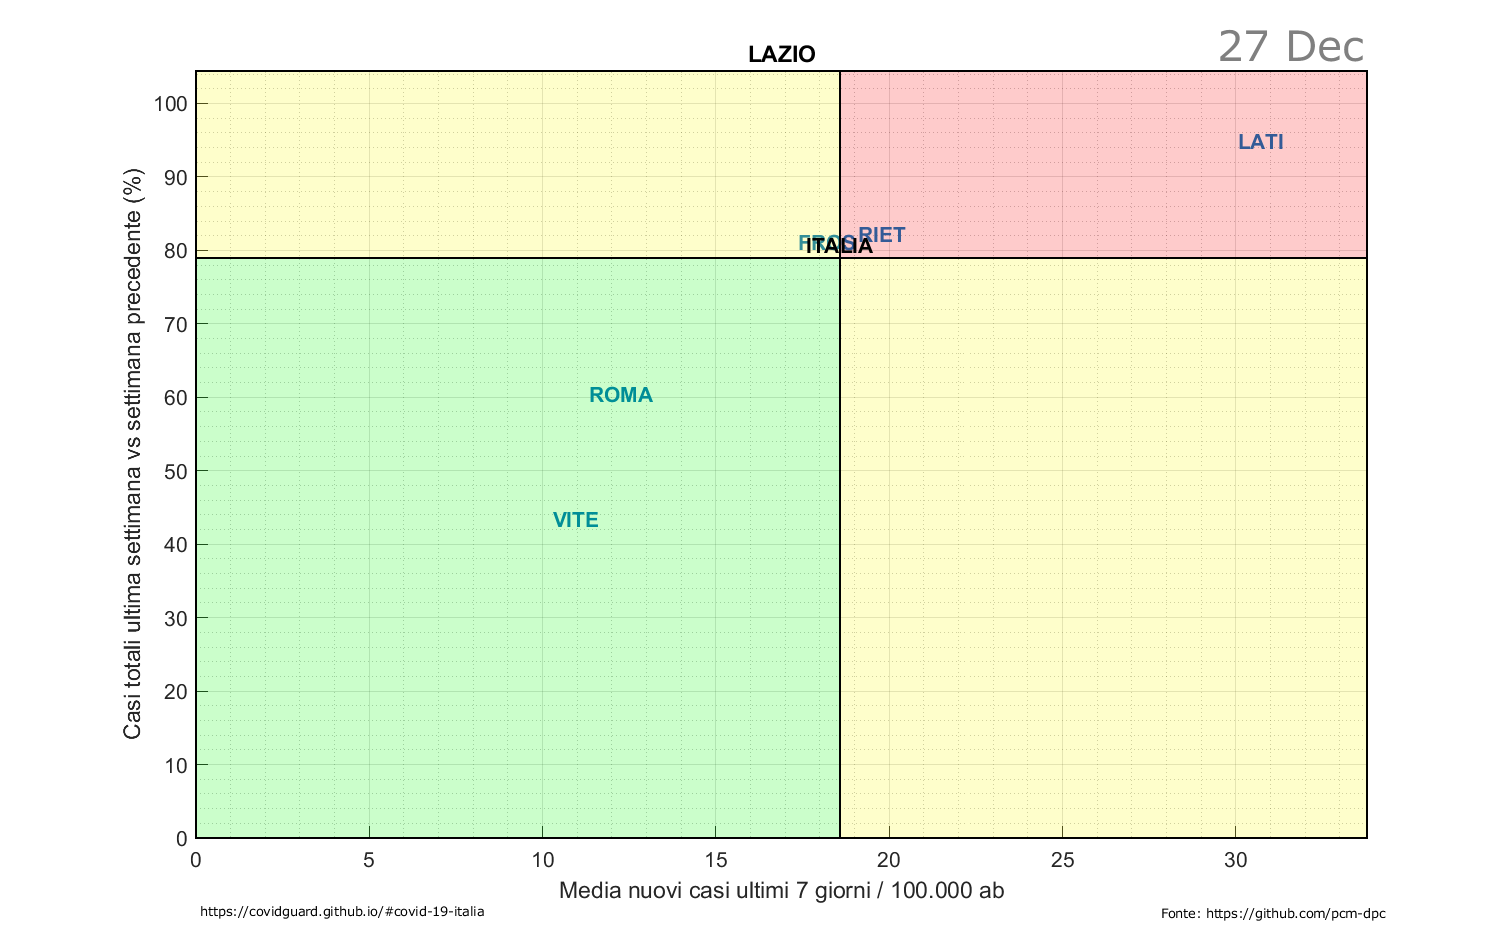 27 Dec
LAZIO
100
90
80
70
60
50
40
30
20
10
0
Casi totali ultima settimana vs settimana precedente (%)
LATI
RIET
FROS
ITALIA
ROMA
VITE
0 5 10 15 20 25 30
Media nuovi casi ultimi 7 giorni / 100.000 ab
https://covidguard.github.io/#covid-19-italia
Fonte: https://github.com/pcm-dpc